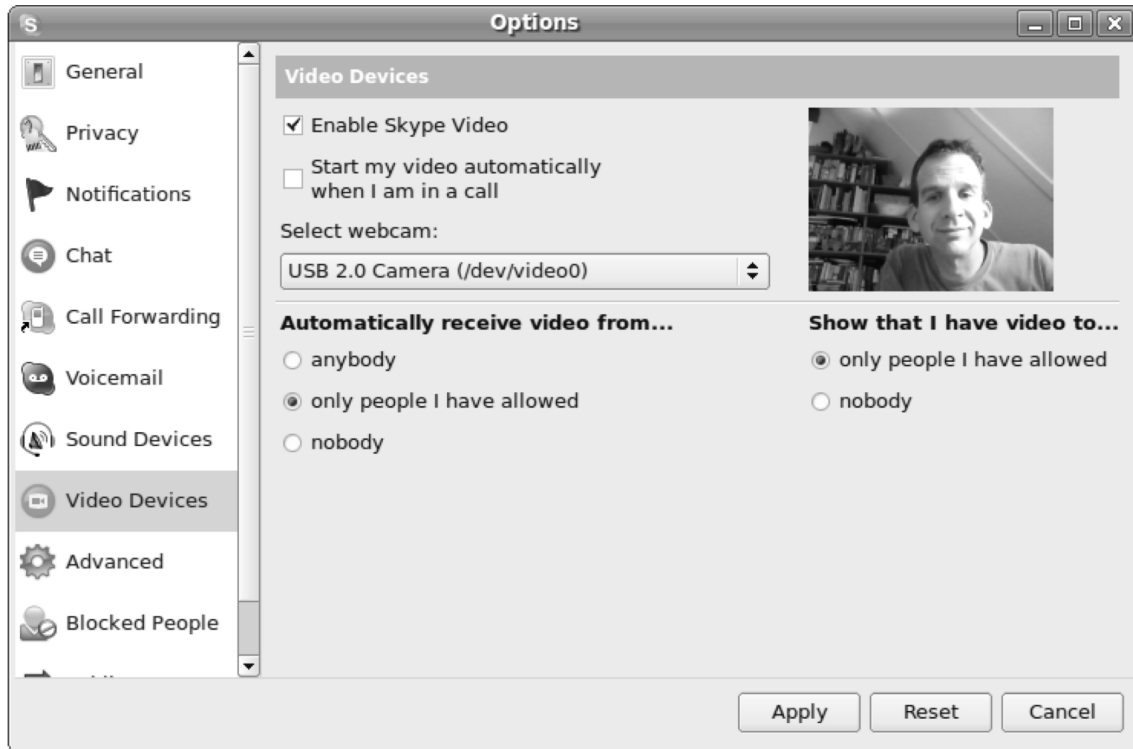 Options
General
Privacy
Notifications
Chat
Call Forwarding
Voicemail
Sound Devices
Video Devices
Advanced
Blocked People
Video Devices
Enable Skype Video
Start my video automatically
when I am in a call
Select webcam:
USB 2.0 Camera (/dev/video0)
Automatically receive video from...
anybody
only people I have allowed
nobody
Show that I have video to...
only people I have allowed
nobody
Apply
Reset
Cancel